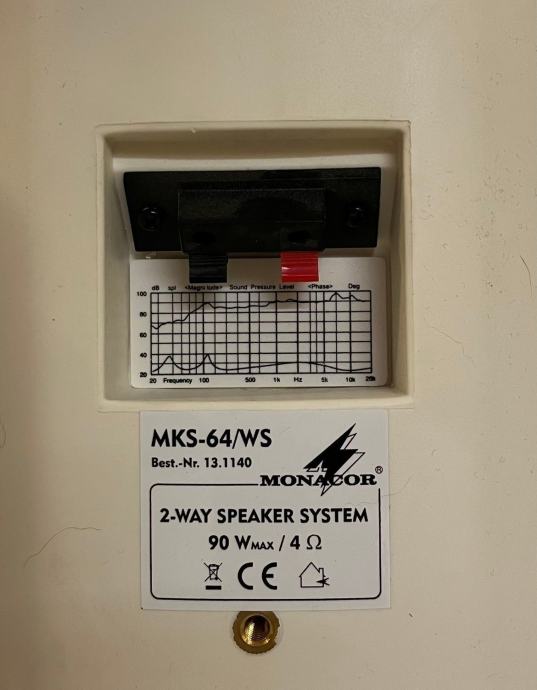 dB spl <Magnitude> Sound Pressure Level <Phase> Deg
100
80
60
40
20
20 Frequency 100 500 1k Hz 5k 10k 20k
MKS-64/WS
Best.-Nr. 13.1140
MONACOR®
2-WAY SPEAKER SYSTEM
90 WMAX / 4 Ω
CE